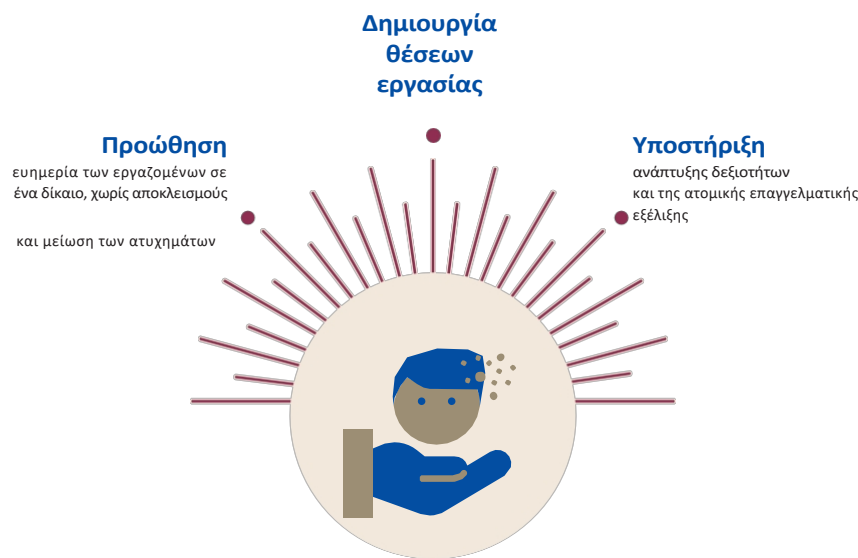 Δημιουργία
θέσεων
εργασίας
Προώθηση
ευημερία των εργαζομένων σε
ένα δίκαιο, χωρίς αποκλεισμούς
και μείωση των ατυχημάτων
Υποστήριξη
ανάπτυξης δεξιοτήτων
και της ατομικής επαγγελματικής
εξέλιξης